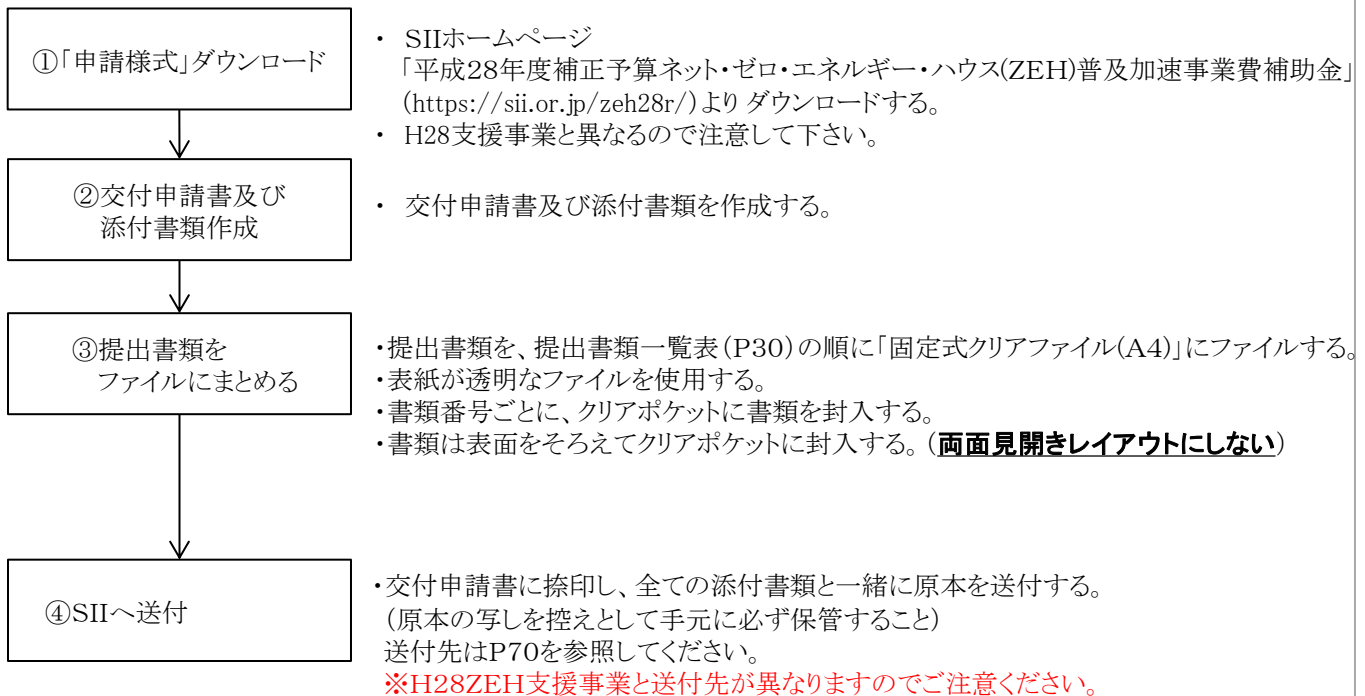 ①「申請様式」ダウンロード
・ SIIホームページ
「平成28年度補正予算ネット・ゼロ・エネルギー・ハウス(ZEH)普及加速事業費補助金」
(https://sii.or.jp/zeh28r/)より ダウンロードする。
・ H28支援事業と異なるので注意して下さい。
②交付申請書及び
添付書類作成
・ 交付申請書及び添付書類を作成する。
③提出書類を
ファイルにまとめる
・提出書類を、提出書類一覧表(P30)の順に「固定式クリアファイル(A4)」にファイルする。
・表紙が透明なファイルを使用する。
・書類番号ごとに、クリアポケットに書類を封入する。
・書類は表面をそろえてクリアポケットに封入する。(両面見開きレイアウトにしない)
④SIIへ送付
・交付申請書に捺印し、全ての添付書類と一緒に原本を送付する。
(原本の写しを控えとして手元に必ず保管すること)
送付先はP70を参照してください。
※H28ZEH支援事業と送付先が異なりますのでご注意ください。